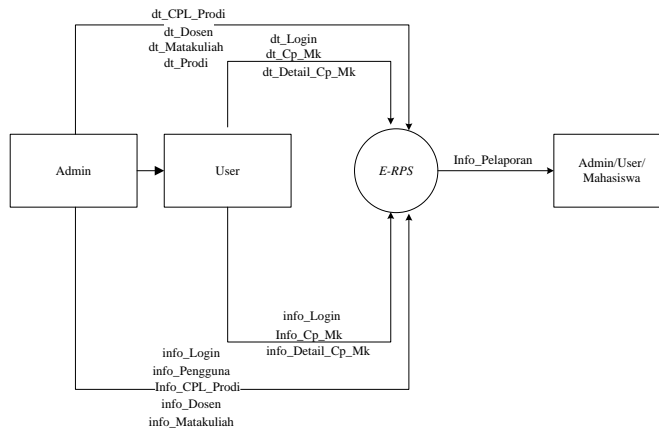 dt_CPL_Prodi
dt_Dosen
dt_Matakuliah
dt_Prodi
dt_Login
dt_Cp_Mk
dt_Detail_Cp_Mk
Admin
User
E-RPS
Info_Pelaporan
Admin/User/
Mahasiswa
info_Login
Info_Cp_Mk
info_Detail_Cp_Mk
info_Login
info_Pengguna
Info_CPL_Prodi
info_Dosen
info_Matakuliah